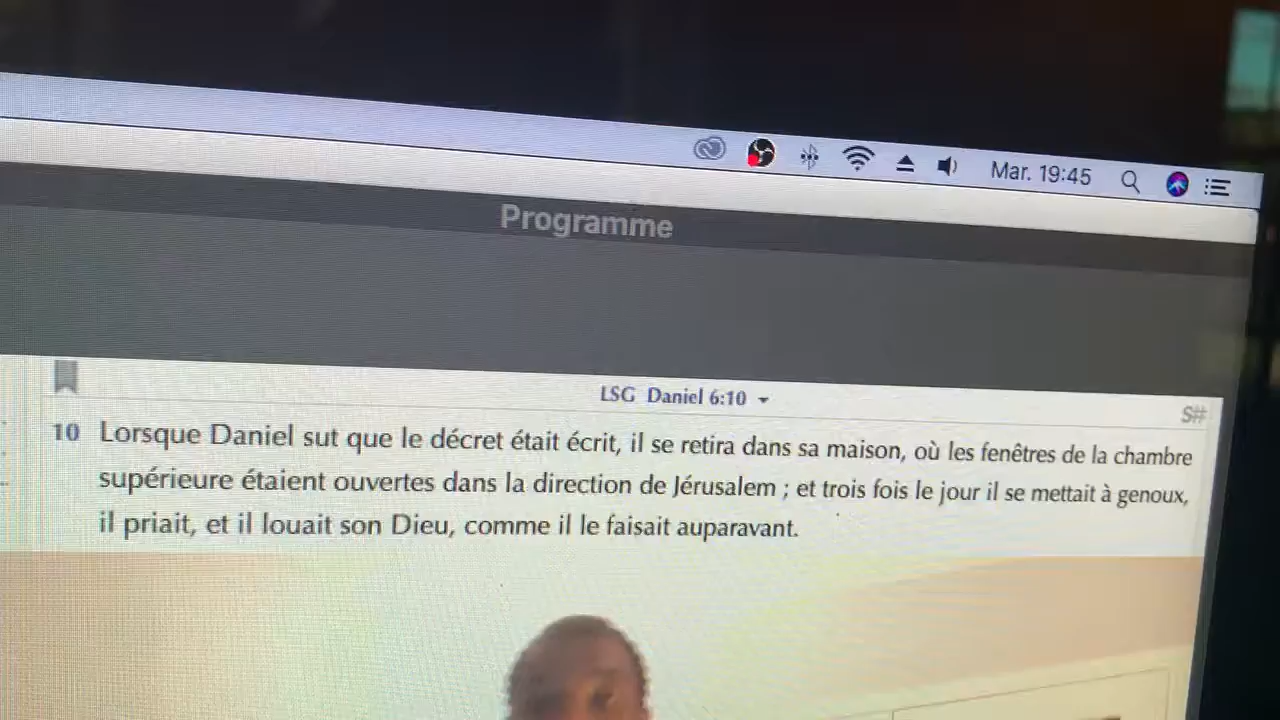 Mar. 19:45
Programme
LSG Daniel 6:10
S#
10 Lorsque Daniel sut que le décret était écrit, il se retira dans sa maison, où les fenêtres de la chambre
supérieure étaient ouvertes dans la direction de Jérusalem ; et trois fois le jour il se mettait à genoux,
il priait, et il louait son Dieu, comme il le faisait auparavant.